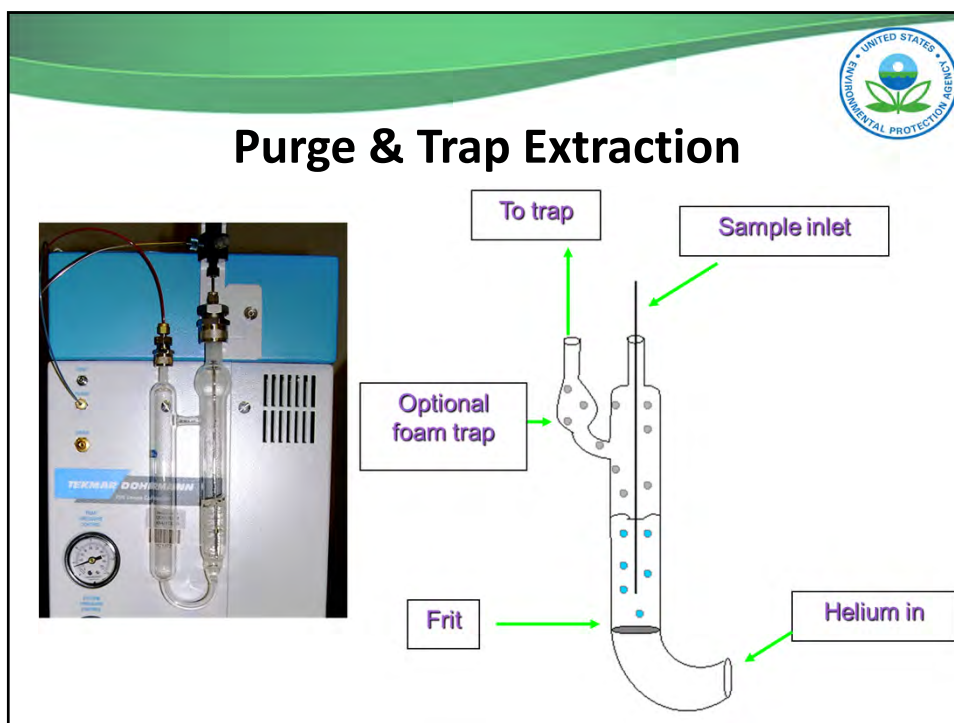 UNITED STATES
ENVIRONMENTAL PROTECTION AGENCY
Purge & Trap Extraction
To trap
Sample inlet
Optional
foam trap
TEKMAR DOHRMANN
Frit
Helium in